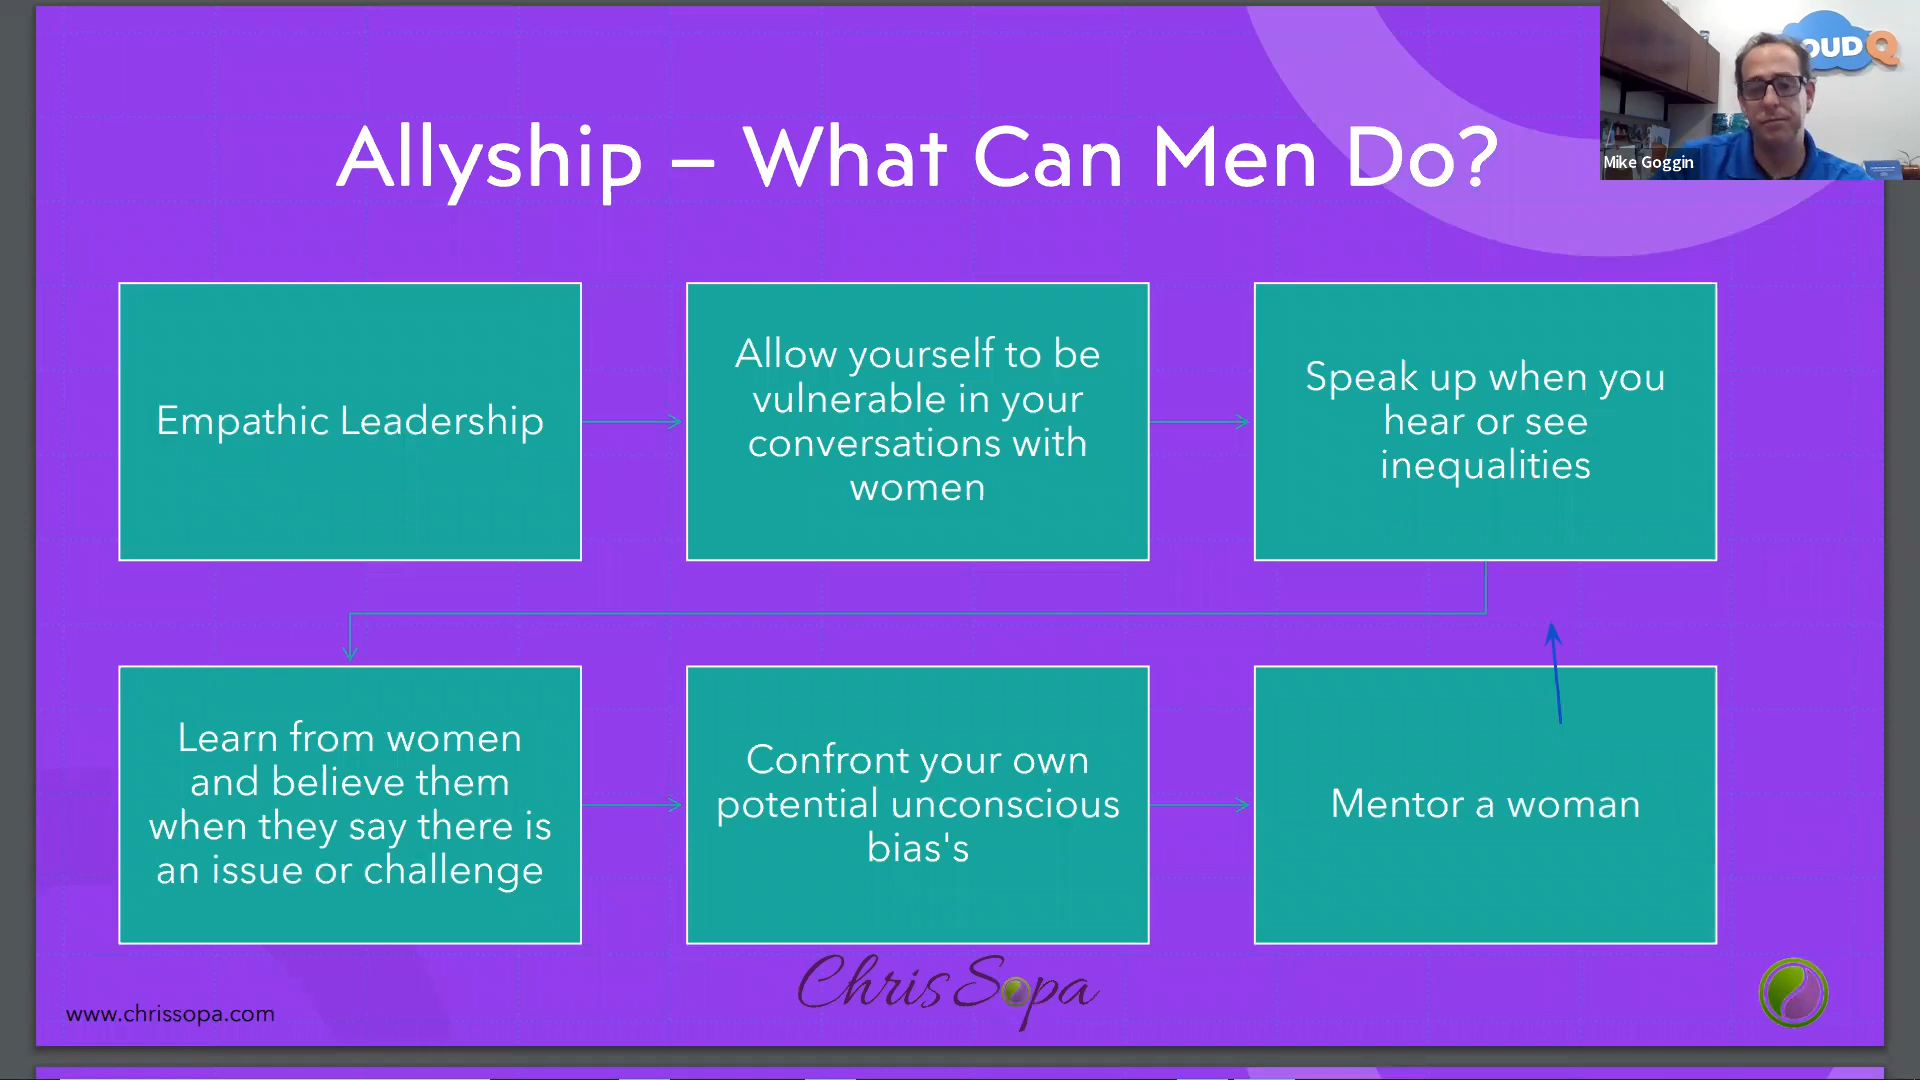 OUDQ
Mike Goggin
Allyship – What Can Men Do?
Empathic Leadership
Allow yourself to be
vulnerable in your
conversations with
women
Speak up when you
hear or see
inequalities
Learn from women
and believe them
when they say there is
an issue or challenge
Confront your own
potential unconscious
bias's
Mentor a woman
Chris Sopa
www.chrissopa.com